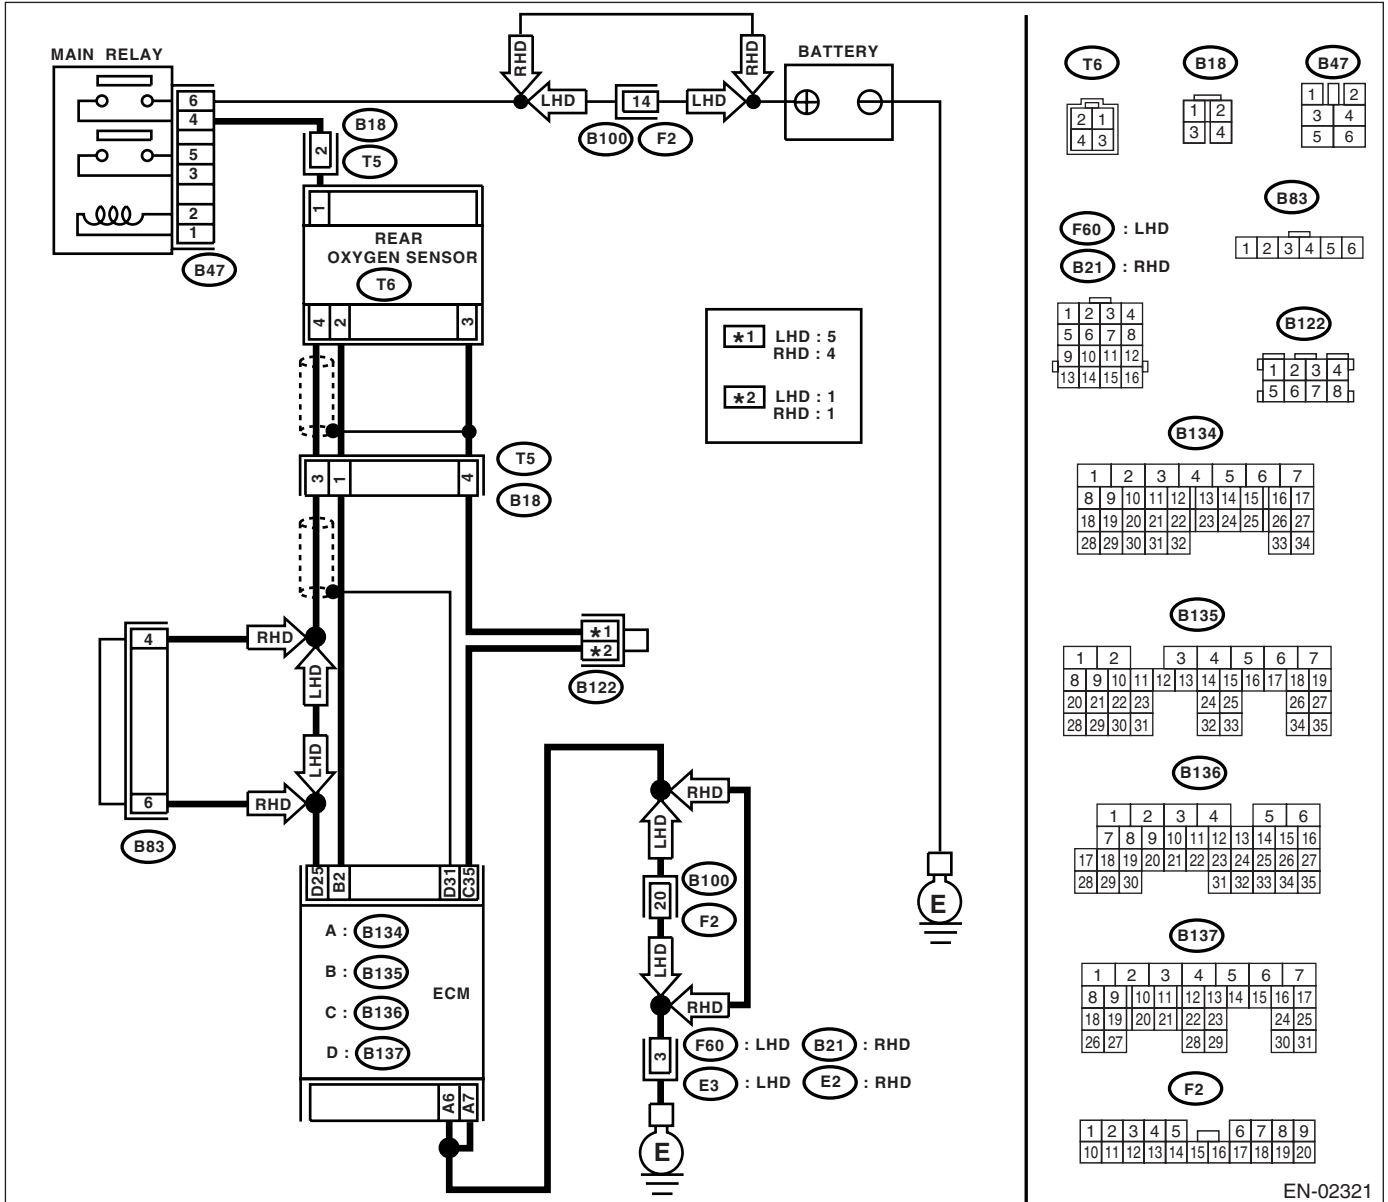 MAIN RELAY
6
4
5
3
2
1
B47
2
B18
T5
RHD
LHD
14
LHD
RHD
B100
F2
BATTERY
1
REAR
OXYGEN SENSOR
T6
4
2
3
*1
LHD : 5
RHD : 4
*2
LHD : 1
RHD : 1
3
1
4
T5
B18
4
RHD
LHD
*1
*2
B122
LHD
6
RHD
B83
D25
B2
D31
C35
A : B134
B : B135
C : B136
D : B137
ECM
A6
A7
RHD
LHD
20
B100
F2
LHD
RHD
3
F60 : LHD B21 : RHD
E3 : LHD E2 : RHD
E
E
T6
2 1
4 3
B18
1 2
3 4
B47
1 2
3 4
5 6
B83
1 2 3 4 5 6
F60 : LHD
B21 : RHD
1 2 3 4
5 6 7 8
9 10 11 12
13 14 15 16
B122
1 2 3 4
5 6 7 8
B134
1 2 3 4 5 6 7
8 9 10 11 12 13 14 15 16 17
18 19 20 21 22 23 24 25 26 27
28 29 30 31 32 33 34
B135
1 2 3 4 5 6 7
8 9 10 11 12 13 14 15 16 17 18 19
20 21 22 23 24 25 26 27
28 29 30 31 32 33 34 35
B136
1 2 3 4 5 6
7 8 9 10 11 12 13 14 15 16
17 18 19 20 21 22 23 24 25 26 27
28 29 30 31 32 33 34 35
B137
1 2 3 4 5 6 7
8 9 10 11 12 13 14 15 16 17
18 19 20 21 22 23 24 25
26 27 28 29 30 31
F2
1 2 3 4 5 6 7 8 9
10 11 12 13 14 15 16 17 18 19 20
EN-02321